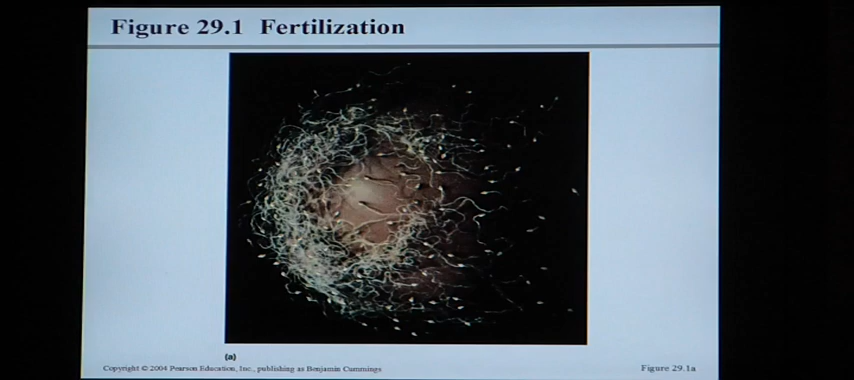 Figure 29.1 Fertilization
(a)
Copyright © 2004 Pearson Education, Inc., publishing as Benjamin Cummings
Figure 29.1a